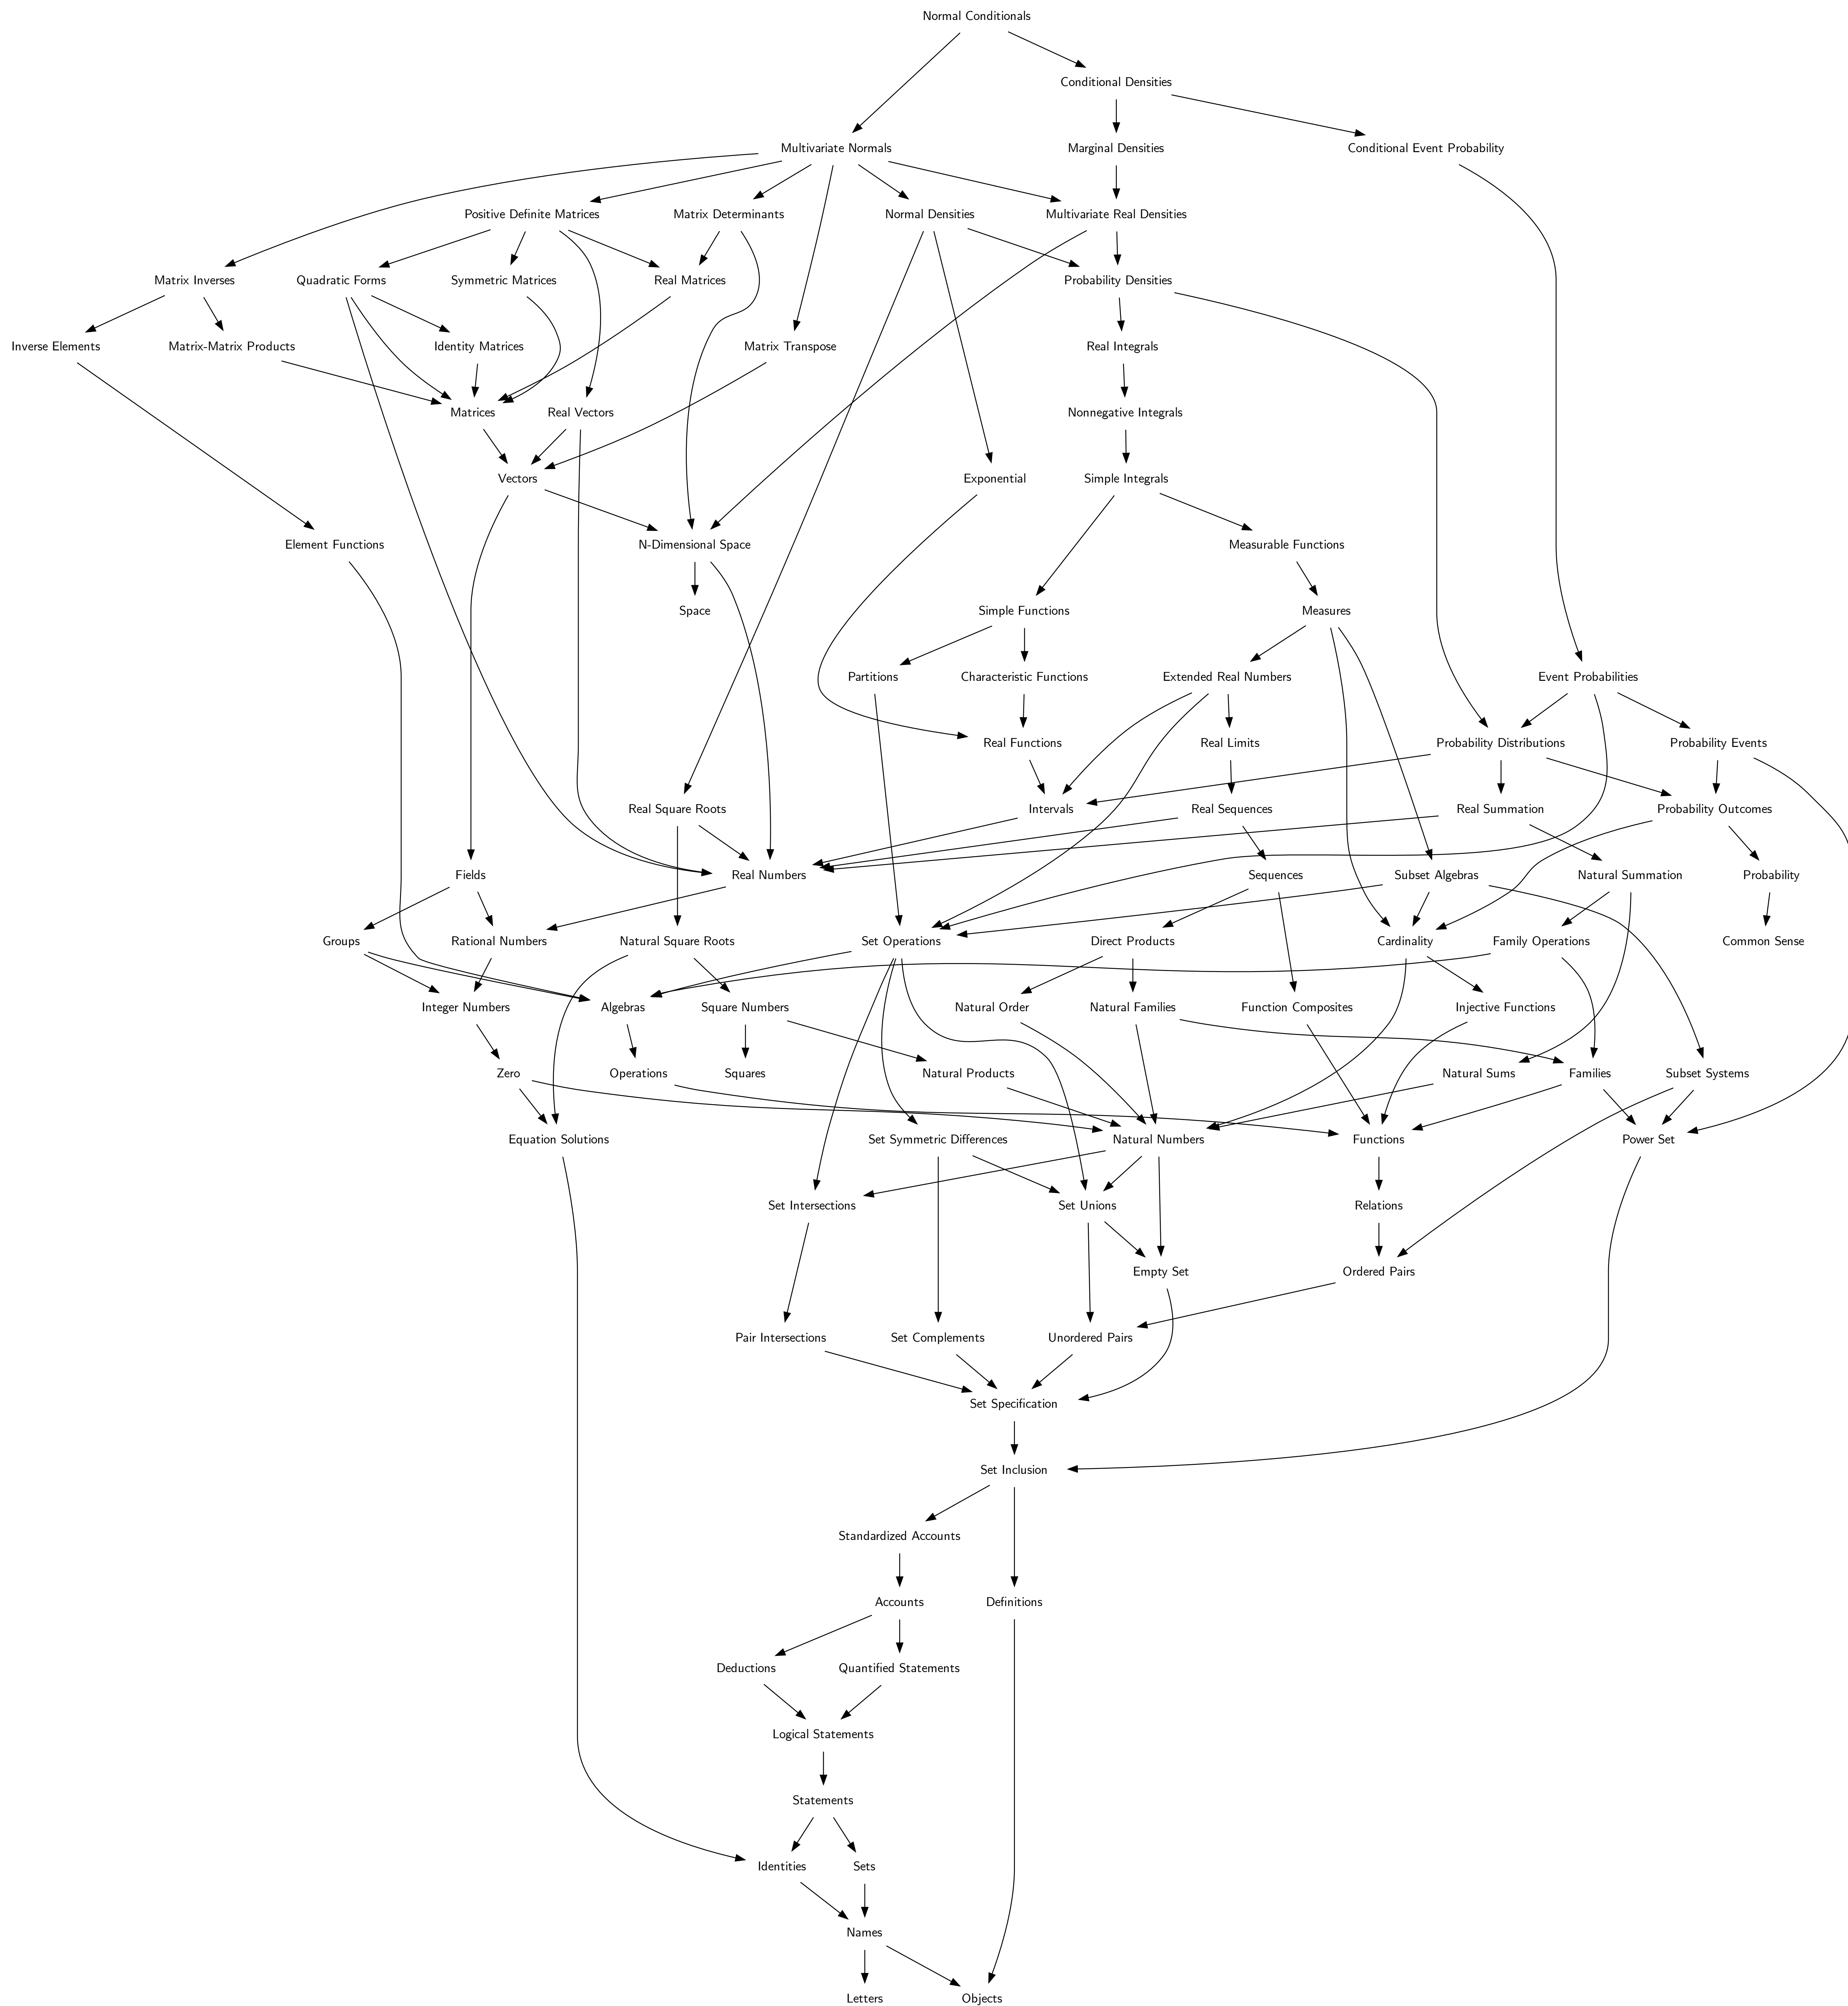 Normal Conditionals
Conditional Densities
Multivariate Normals
Marginal Densities
Conditional Event Probability
Positive Definite Matrices
Matrix Determinants
Normal Densities
Multivariate Real Densities
Matrix Inverses
Quadratic Forms
Symmetric Matrices
Real Matrices
Probability Densities
Inverse Elements
Matrix-Matrix Products
Identity Matrices
Matrix Transpose
Real Integrals
Matrices
Real Vectors
Nonnegative Integrals
Vectors
Exponential
Simple Integrals
Element Functions
N-Dimensional Space
Measurable Functions
Space
Simple Functions
Measures
Partitions
Characteristic Functions
Extended Real Numbers
Event Probabilities
Real Functions
Real Limits
Probability Distributions
Probability Events
Real Square Roots
Intervals
Real Sequences
Real Summation
Probability Outcomes
Fields
Real Numbers
Sequences
Subset Algebras
Natural Summation
Probability
Groups
Rational Numbers
Natural Square Roots
Set Operations
Direct Products
Cardinality
Family Operations
Common Sense
Integer Numbers
Algebras
Square Numbers
Natural Order
Natural Families
Function Composites
Injective Functions
Zero
Operations
Squares
Natural Products
Natural Sums
Families
Subset Systems
Equation Solutions
Set Symmetric Differences
Natural Numbers
Functions
Power Set
Set Intersections
Set Unions
Relations
Empty Set
Ordered Pairs
Pair Intersections
Set Complements
Unordered Pairs
Set Specification
Set Inclusion
Standardized Accounts
Accounts
Definitions
Deductions
Quantified Statements
Logical Statements
Statements
Identities
Sets
Names
Letters
Objects